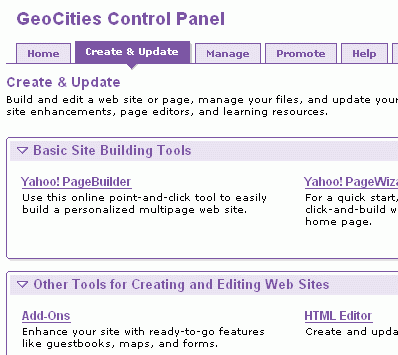 GeoCities Control Panel
Home Create & Update Manage Promote Help
Create & Update
Build and edit a web site or page, manage your files, and update your
site enhancements, page editors, and learning resources.
Basic Site Building Tools
Yahoo! PageBuilder
Use this online point-and-click tool to easily
build a personalized multipage web site.
Yahoo! PageWiza
For a quick start,
click-and-build w
home page.
Other Tools for Creating and Editing Web Sites
Add-Ons
Enhance your site with ready-to-go features
like guestbooks, maps, and forms.
HTML Editor
Create and upda